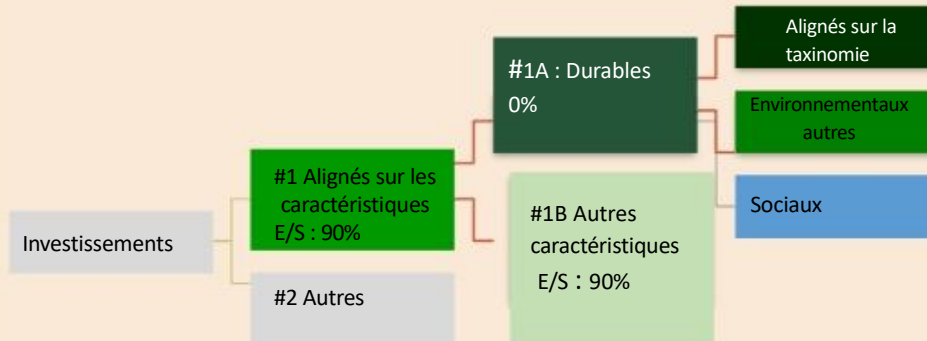 Investissements
#1 Alignés sur les
caractéristiques
E/S : 90%
#2 Autres
#1A : Durables
0%
#1B Autres
caractéristiques
E/S : 90%
Alignés sur la
taxinomie
Environnementaux
autres
Sociaux